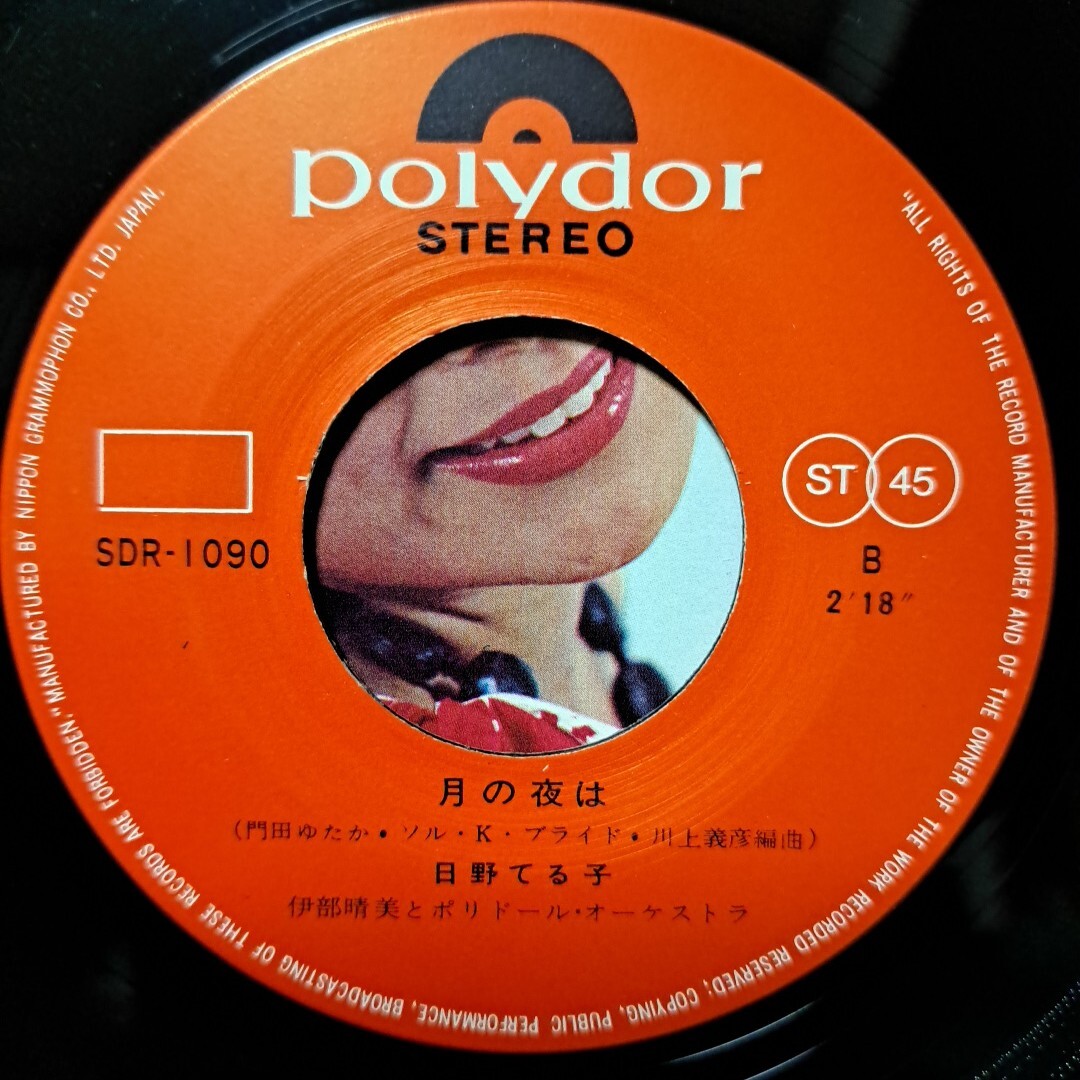 polydor
STEREO
SDR-1090
ST 45
B
2'18"
月の夜は
(門田ゆたか・ソル・K・ブライド・川上義彦編曲)
日野てる子
伊部晴美とポリドール・オーケストラ
"ALL RIGHTS OF THE RECORD MANUFACTURER AND OF THE OWNER OF THE WORK RECORDED RESERVED; COPYING, PUBLIC PERFORMANCE, BROADCASTING OF THESE RECORDS ARE FORBIDDEN," MANUFACTURED BY NIPPON GRAMMOPHON CO., LTD. JAPAN.